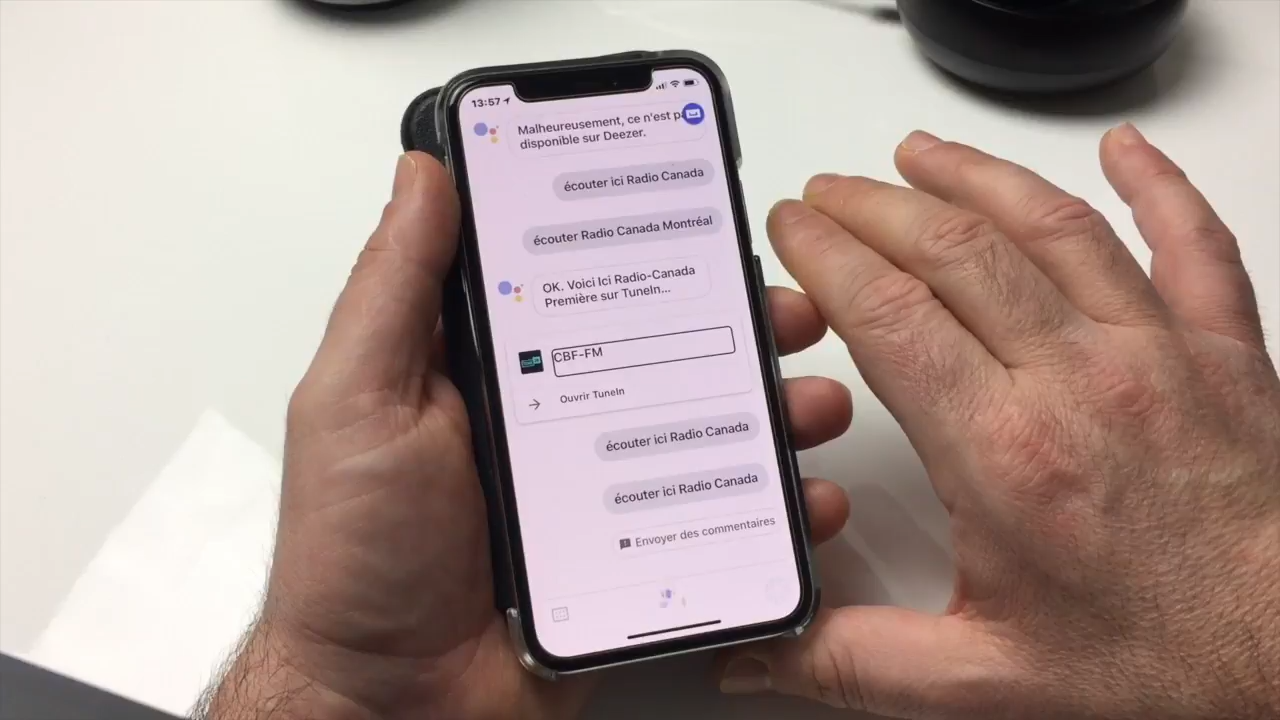 13:57
Malheureusement, ce n'est pa
disponible sur Deezer.
écouter ici Radio Canada
écouter Radio Canada Montréal
OK. Voici Ici Radio-Canada
Première sur TuneIn...
CBF-FM
Ouvrir TuneIn
écouter ici Radio Canada
écouter ici Radio Canada
Envoyer des commentaires